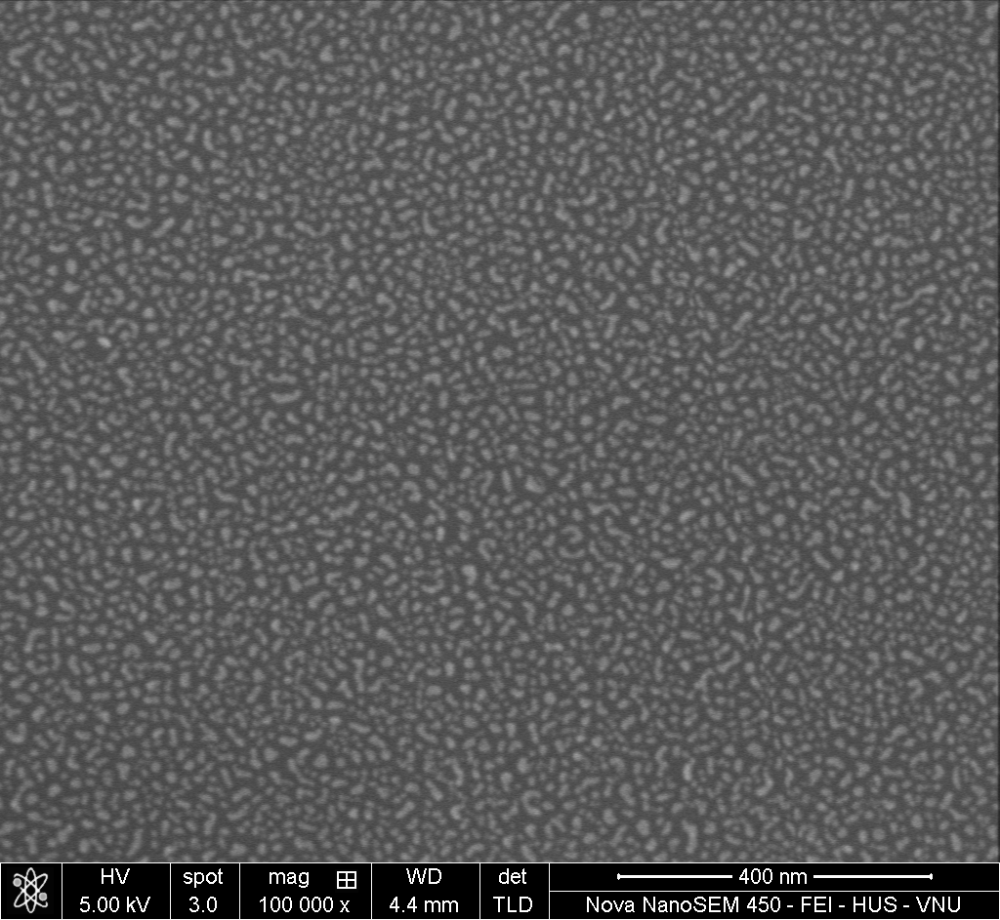 HV spot mag WD det 400 nm
5.00 kV 3.0 100 000 x 4.4 mm TLD Nova NanoSEM 450 - FEI - HUS - VNU